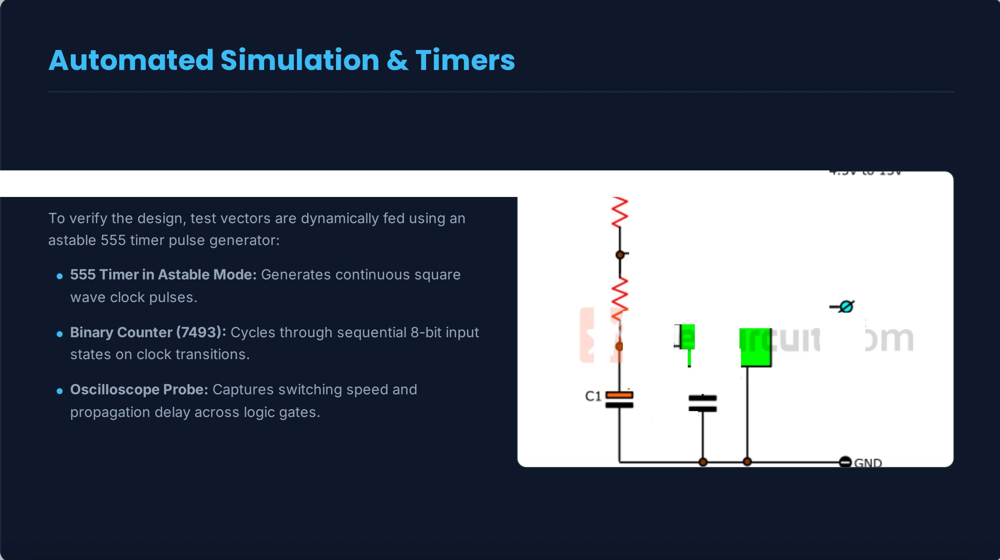 Automated Simulation & Timers
To verify the design, test vectors are dynamically fed using an
astable 555 timer pulse generator:
555 Timer in Astable Mode: Generates continuous square
wave clock pulses.
Binary Counter (7493): Cycles through sequential 8-bit input
states on clock transitions.
Oscilloscope Probe: Captures switching speed and
propagation delay across logic gates.
C1
GND